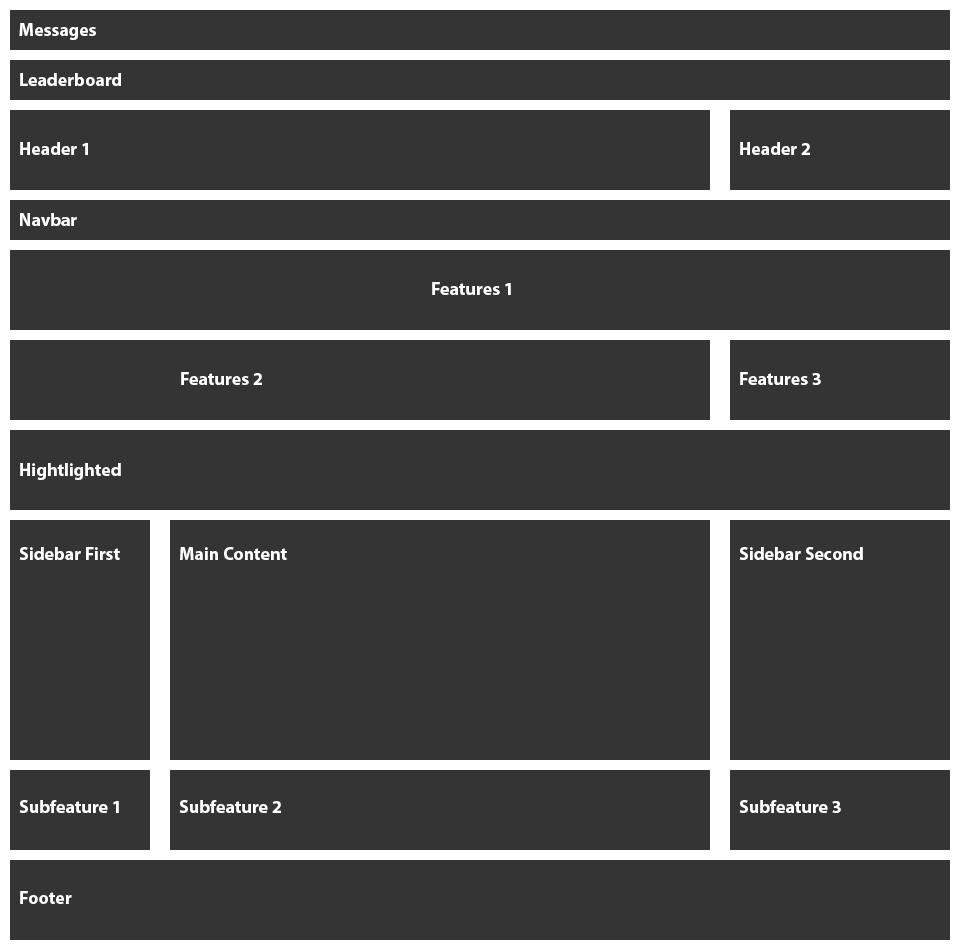 Messages
Leaderboard
Header 1
Header 2
Navbar
Features 1
Features 2
Features 3
Hightlighted
Sidebar First
Main Content
Sidebar Second
Subfeature 1
Subfeature 2
Subfeature 3
Footer